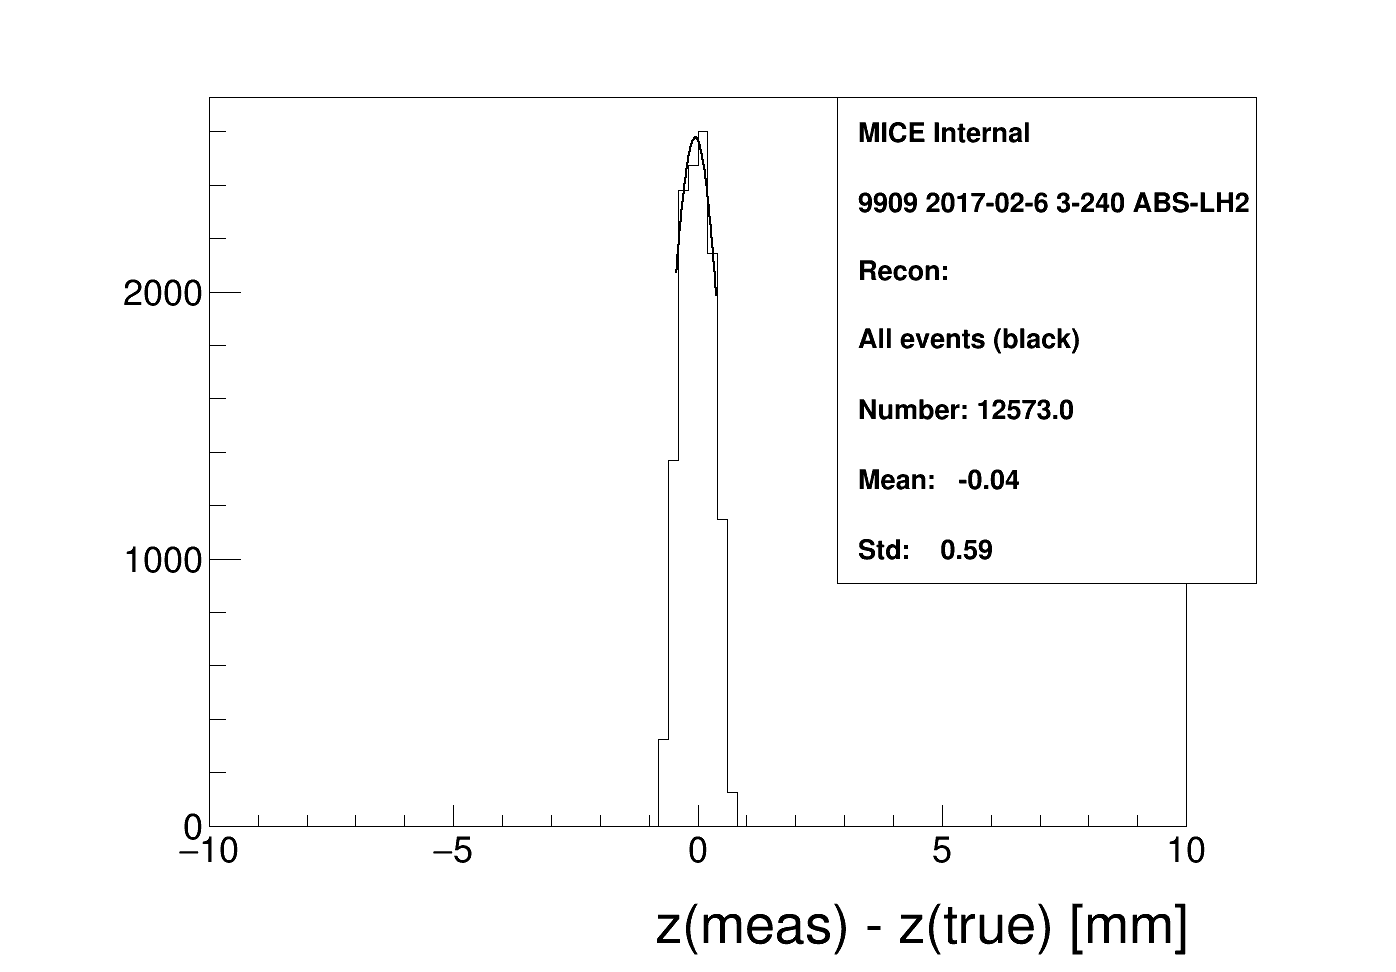 MICE Internal
9909 2017-02-6 3-240 ABS-LH2
Recon:
All events (black)
Number: 12573.0
Mean: -0.04
Std: 0.59
2000
1000
0
−10 −5 0 5 10
z(meas) - z(true) [mm]